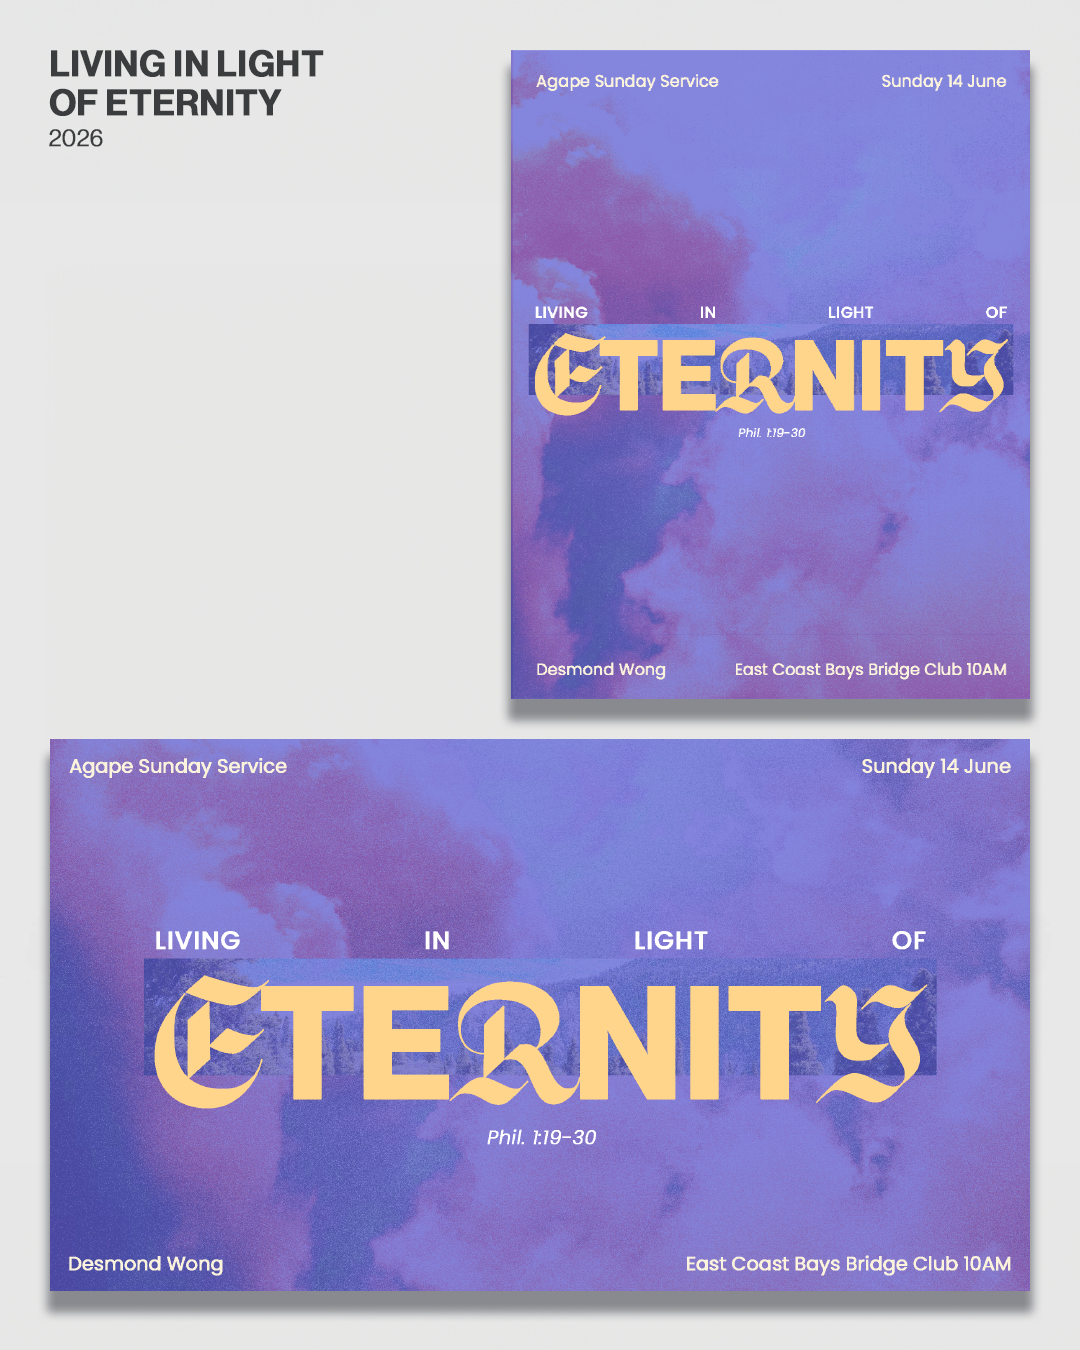 LIVING IN LIGHT
OF ETERNITY
2026
Agape Sunday Service
Sunday 14 June
LIVING IN LIGHT OF
ETERNITY
Phil. 1:19-30
Desmond Wong
East Coast Bays Bridge Club 10AM
Agape Sunday Service
Sunday 14 June
LIVING IN LIGHT OF
ETERNITY
Phil. 1:19-30
Desmond Wong
East Coast Bays Bridge Club 10AM